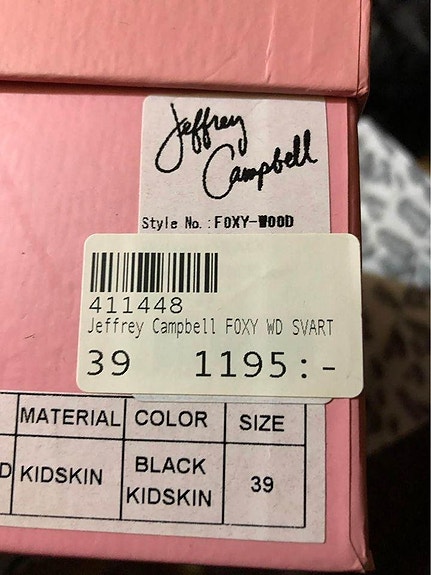 Jeffrey
Campbell
Style No.:FOXY-WOOD
411448
Jeffrey Campbell FOXY WD SVART
39 1195:-
MATERIAL COLOR SIZE
D KIDSKIN BLACK KIDSKIN 39